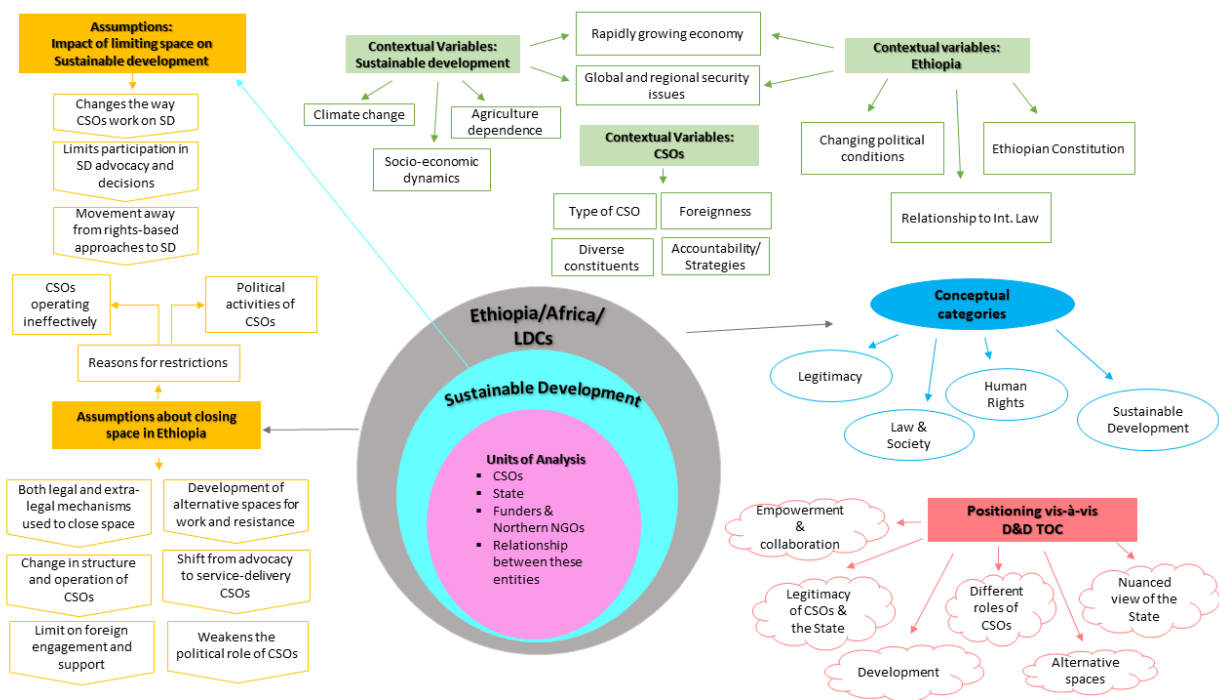 Assumptions:
Impact of limiting space on
Sustainable development
Changes the way
CSOs work on SD
Limits participation in
SD advocacy and
decisions
Movement away
from rights-based
approaches to SD
Contextual Variables:
Sustainable development
Climate change
Agriculture
dependence
Socio-economic
dynamics
Rapidly growing economy
Global and regional security
issues
Contextual variables:
Ethiopia
Changing political
conditions
Ethiopian Constitution
Relationship to Int. Law
Contextual Variables:
CSOs
Type of CSO
Foreignness
Diverse
constituents
Accountability/
Strategies
CSOs
operating
ineffectively
Political
activities of
CSOs
Reasons for restrictions
Assumptions about closing
space in Ethiopia
Both legal and extra-
legal mechanisms
used to close space
Development of
alternative spaces for
work and resistance
Change in structure
and operation of
CSOs
Shift from advocacy
to service-delivery
CSOs
Limit on foreign
engagement and
support
Weakens the
political role of CSOs
Ethiopia/Africa/
LDCs
Sustainable Development
Units of Analysis
▪ CSOs
▪ State
▪ Funders &
Northern NGOs
▪ Relationship
between these
entities
Conceptual
categories
Legitimacy
Law &
Society
Human
Rights
Sustainable
Development
Positioning vis-à-vis
D&D TOC
Empowerment
&
collaboration
Legitimacy
of CSOs &
the State
Development
Different
roles of
CSOs
Alternative
spaces
Nuanced
view of the
State